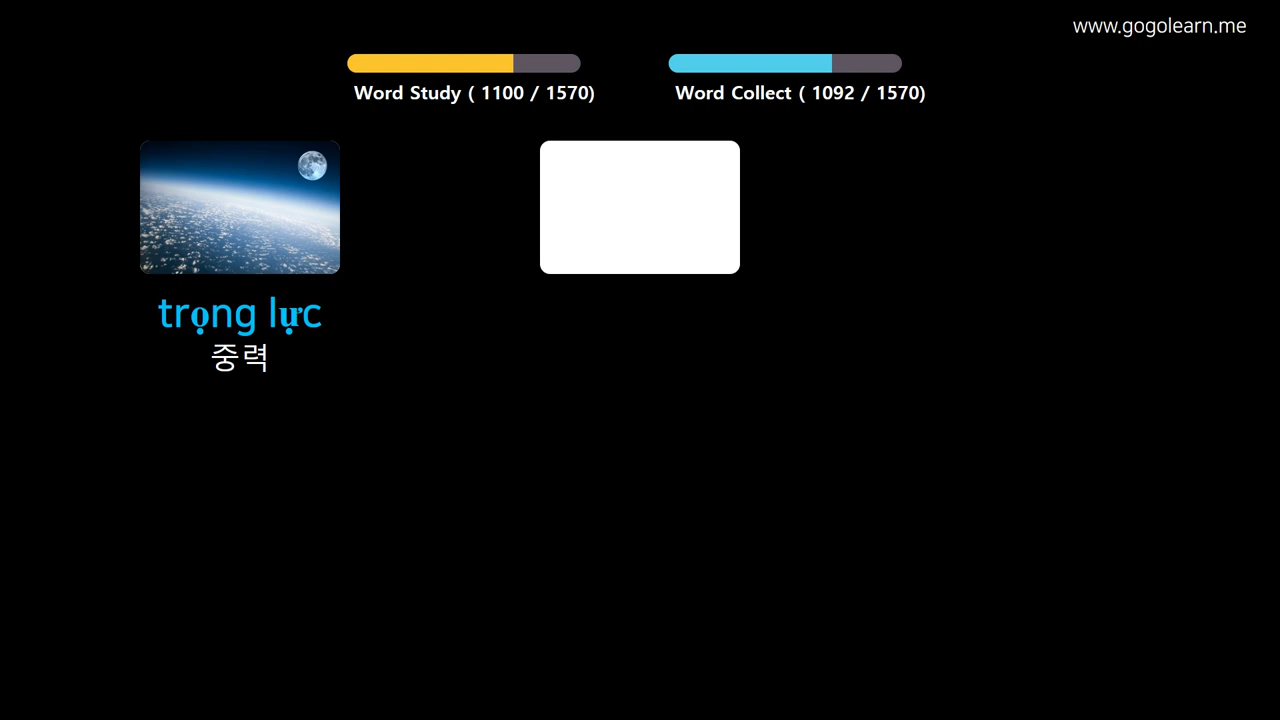 www.gogolearn.me
Word Study ( 1100 / 1570)
Word Collect ( 1092 / 1570)
trọng lực
중력